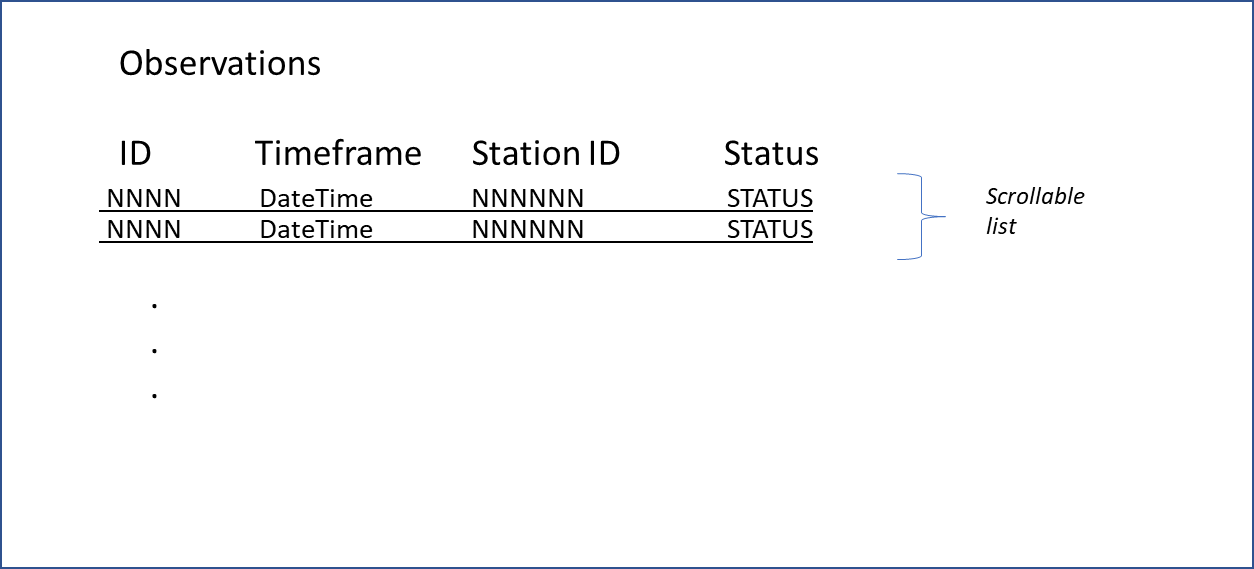 Observations
ID Timeframe Station ID Status
NNNN DateTime NNNNNN STATUS
NNNN DateTime NNNNNN STATUS
Scrollable
list
.
.
.